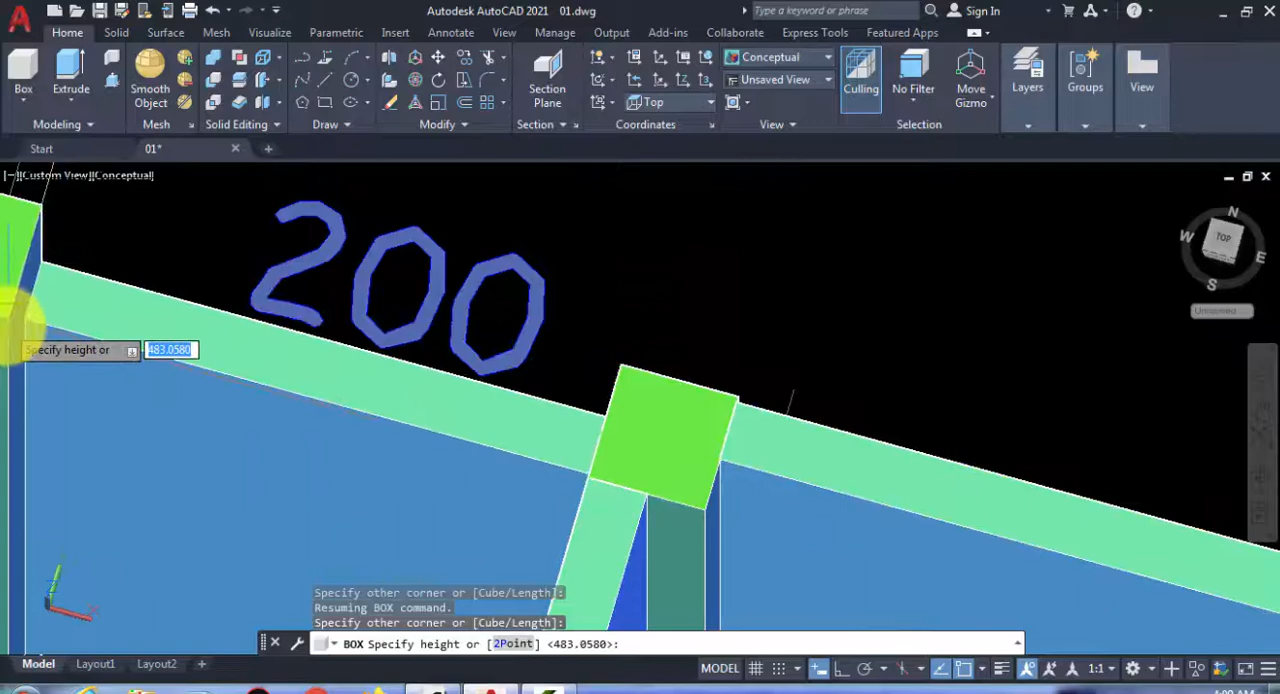 Autodesk AutoCAD 2021 01.dwg
Type a keyword or phrase
Sign In
Home Solid Surface Mesh Visualize Parametric Insert Annotate View Manage Output Add-ins Collaborate Express Tools Featured Apps
Box
Extrude
Smooth Object
Section Plane
Top
Conceptual
Unsaved View
Culling
No Filter
Move Gizmo
Layers
Groups
View
Modeling
Mesh
Solid Editing
Draw
Modify
Section
Coordinates
View
Selection
Start
01*
[−][Custom View][Conceptual]
N
W
TOP
E
S
Unnamed
200
Specify height or
483.0580
Specify other corner or [Cube/Length]:
Resuming BOX command.
Specify other corner or [Cube/Length]:
BOX Specify height or [2Point] <483.0580>:
Model Layout1 Layout2
MODEL
1:1